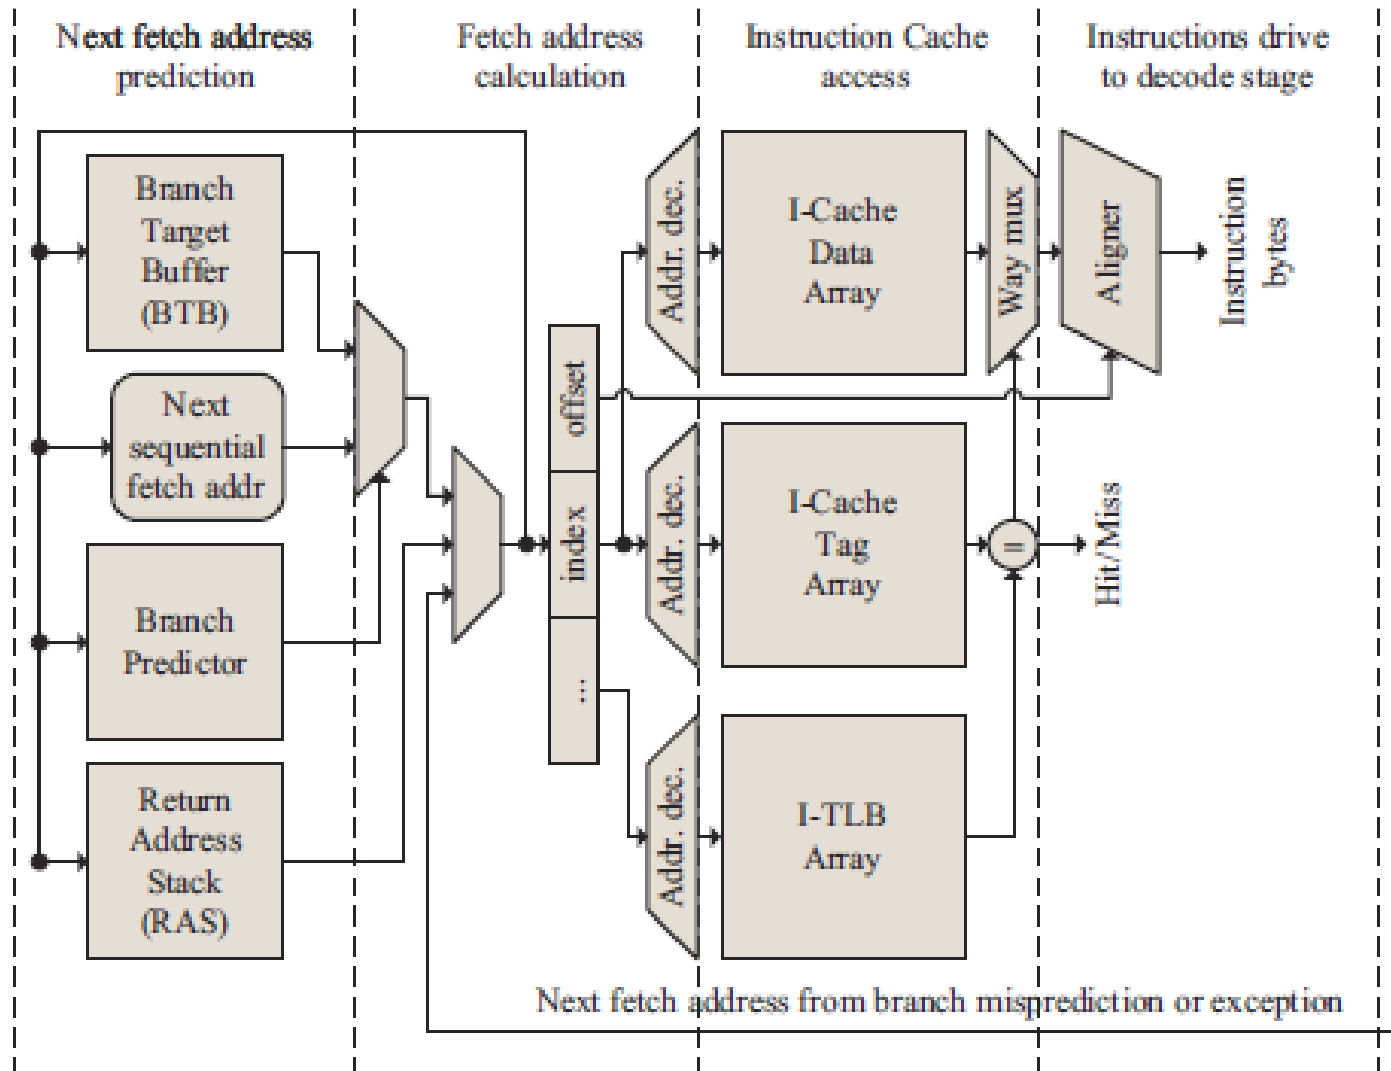 Next fetch address
prediction
Fetch address
calculation
Instruction Cache
access
Instructions drive
to decode stage
Branch
Target
Buffer
(BTB)
Next
sequential
fetch addr
Branch
Predictor
Return
Address
Stack
(RAS)
offset
index
...
Addr. dec.
I-Cache
Data
Array
Way mux
Aligner
Instruction
bytes
Addr. dec.
I-Cache
Tag
Array
=
Hit/Miss
Addr. dec.
I-TLB
Array
Next fetch address from branch misprediction or exception